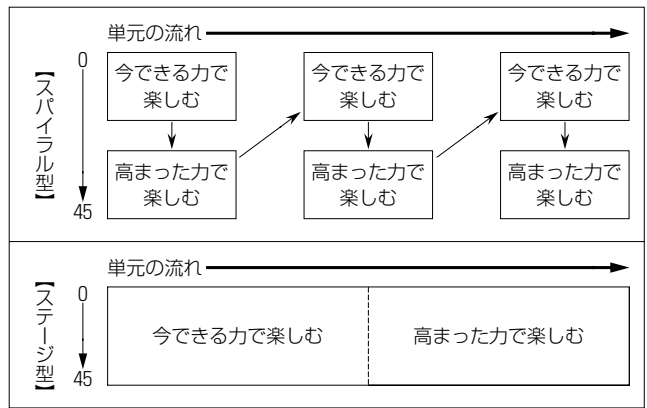 単元の流れ
【スパイラル型】
0
45
今できる力で
楽しむ
高まった力で
楽しむ
今できる力で
楽しむ
高まった力で
楽しむ
今できる力で
楽しむ
高まった力で
楽しむ
単元の流れ
【ステージ型】
0
45
今できる力で楽しむ
高まった力で楽しむ